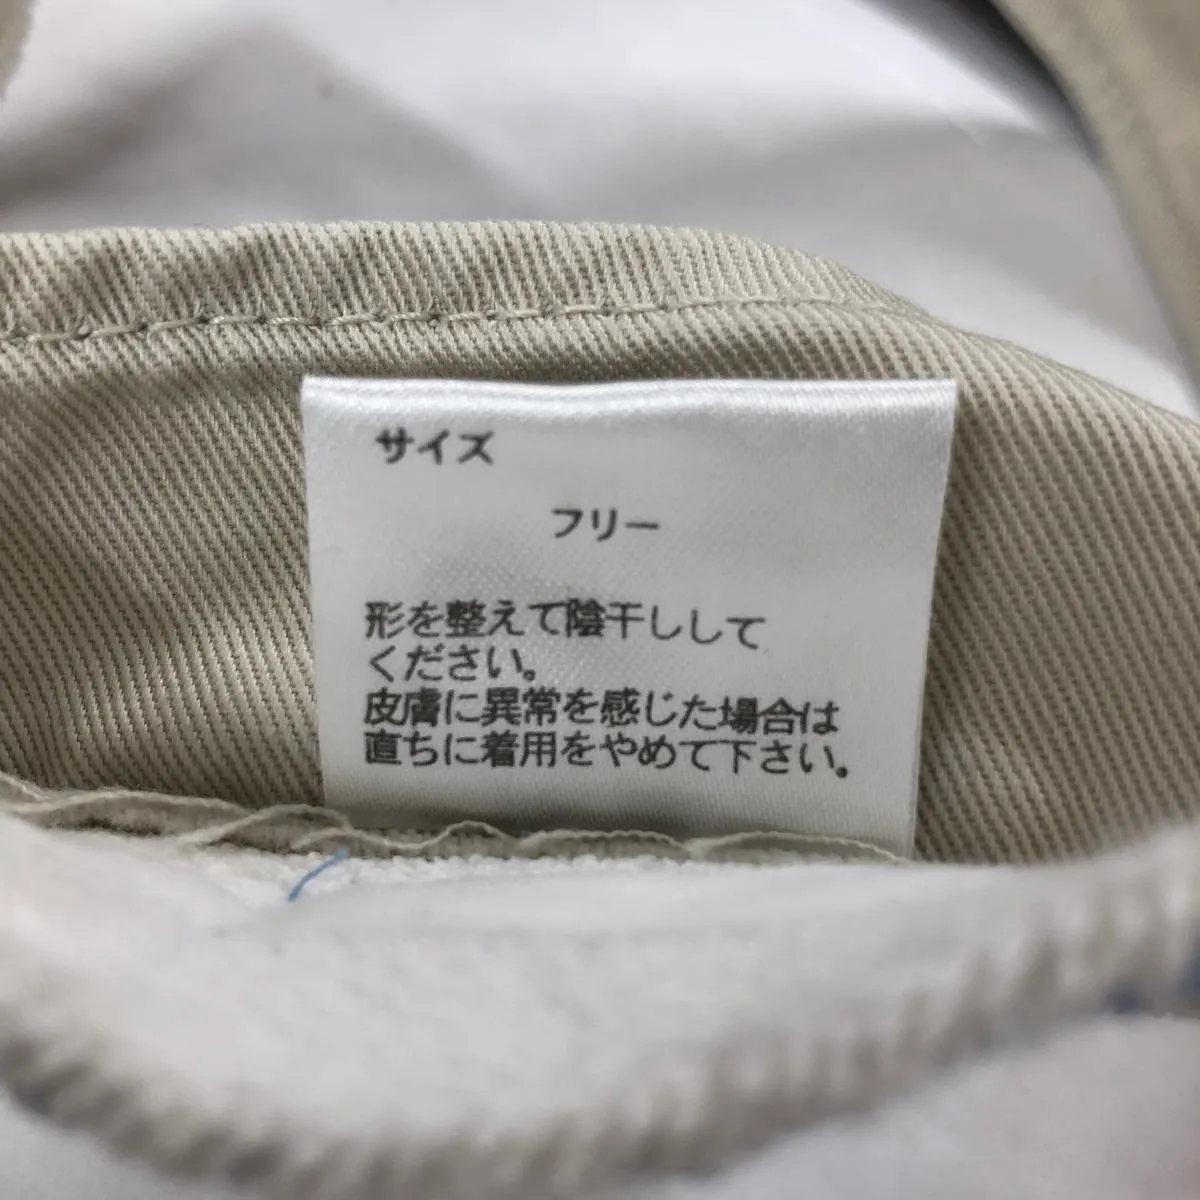 サイズ
フリー
形を整えて陰干しして
ください。
皮膚に異常を感じた場合は
直ちに着用をやめて下さい。